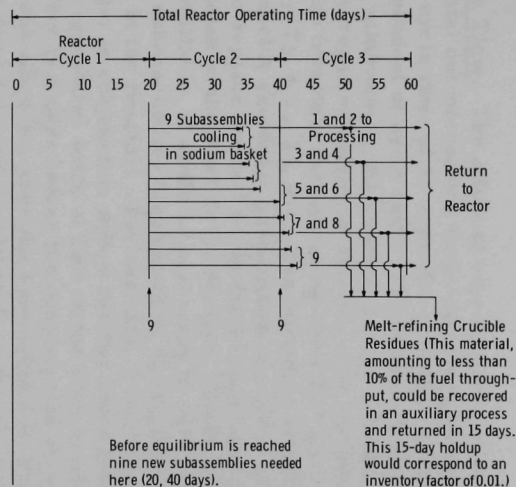 Total Reactor Operating Time (days)
Reactor
Cycle 1
Cycle 2
Cycle 3
0 5 10 15 20 25 30 35 40 45 50 55 60
9 Subassemblies
cooling
in sodium basket
1 and 2 to
Processing
3 and 4
5 and 6
7 and 8
9
Return
to
Reactor
9
9
Before equilibrium is reached
nine new subassemblies needed
here (20, 40 days).
Melt-refining Crucible
Residues (This material,
amounting to less than
10% of the fuel through-
put, could be recovered
in an auxiliary process
and returned in 15 days.
This 15-day holdup
would correspond to an
inventory factor of 0.01.)